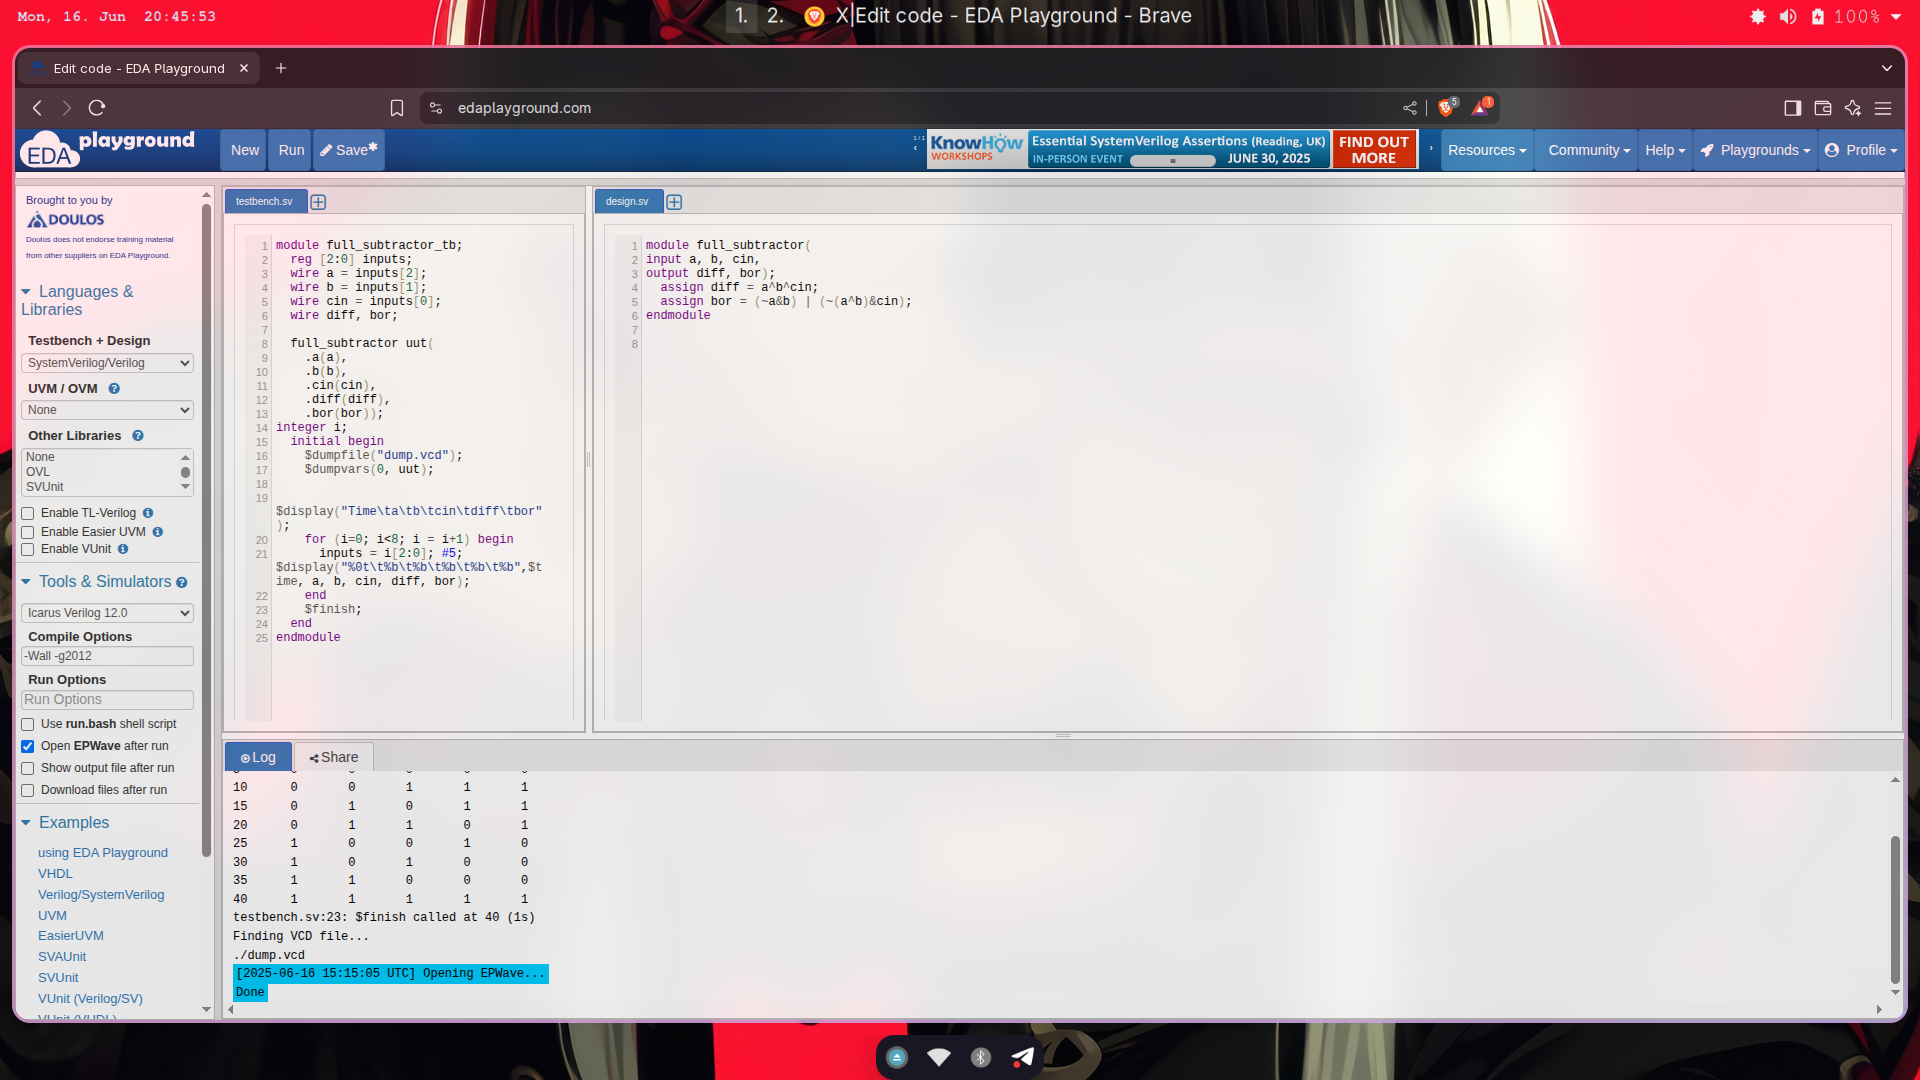 Mon, 16. Jun  20:45:53
1. 2. X|Edit code - EDA Playground - Brave
100%
Edit code - EDA Playground
edaplayground.com
5
1
EDA playground
New Run Save*
1 / 1
KnowHow WORKSHOPS
Essential SystemVerilog Assertions (Reading, UK)
IN-PERSON EVENT JUNE 30, 2025
FIND OUT MORE
Resources Community Help Playgrounds Profile
Brought to you by
DOULOS
Doulos does not endorse training material
from other suppliers on EDA Playground.
Languages &
Libraries
Testbench + Design
SystemVerilog/Verilog
UVM / OVM
None
Other Libraries
None
OVL
SVUnit
Enable TL-Verilog
Enable Easier UVM
Enable VUnit
Tools & Simulators
Icarus Verilog 12.0
Compile Options
-Wall -g2012
Run Options
Run Options
Use run.bash shell script
Open EPWave after run
Show output file after run
Download files after run
Examples
using EDA Playground
VHDL
Verilog/SystemVerilog
UVM
EasierUVM
SVAUnit
SVUnit
VUnit (Verilog/SV)
VUnit (VHDL)
testbench.sv
1 module full_subtractor_tb;
2   reg [2:0] inputs;
3   wire a = inputs[2];
4   wire b = inputs[1];
5   wire cin = inputs[0];
6   wire diff, bor;
7
8   full_subtractor uut(
9     .a(a),
10     .b(b),
11     .cin(cin),
12     .diff(diff),
13     .bor(bor));
14 integer i;
15   initial begin
16     $dumpfile("dump.vcd");
17     $dumpvars(0, uut);
18
19
$display("Time\ta\tb\tcin\tdiff\tbor"
);
20     for (i=0; i<8; i = i+1) begin
21       inputs = i[2:0]; #5;
$display("%0t\t%b\t%b\t%b\t%b\t%b",$t
ime, a, b, cin, diff, bor);
22     end
23     $finish;
24   end
25 endmodule
design.sv
1 module full_subtractor(
2 input a, b, cin,
3 output diff, bor);
4   assign diff = a^b^cin;
5   assign bor = (~a&b) | (~(a^b)&cin);
6 endmodule
7
8
Log Share
10      0       0       1       1       1
15      0       1       0       1       1
20      0       1       1       0       1
25      1       0       0       1       0
30      1       0       1       0       0
35      1       1       0       0       0
40      1       1       1       1       1
testbench.sv:23: $finish called at 40 (1s)
Finding VCD file...
./dump.vcd
[2025-06-16 15:15:05 UTC] Opening EPWave...
Done